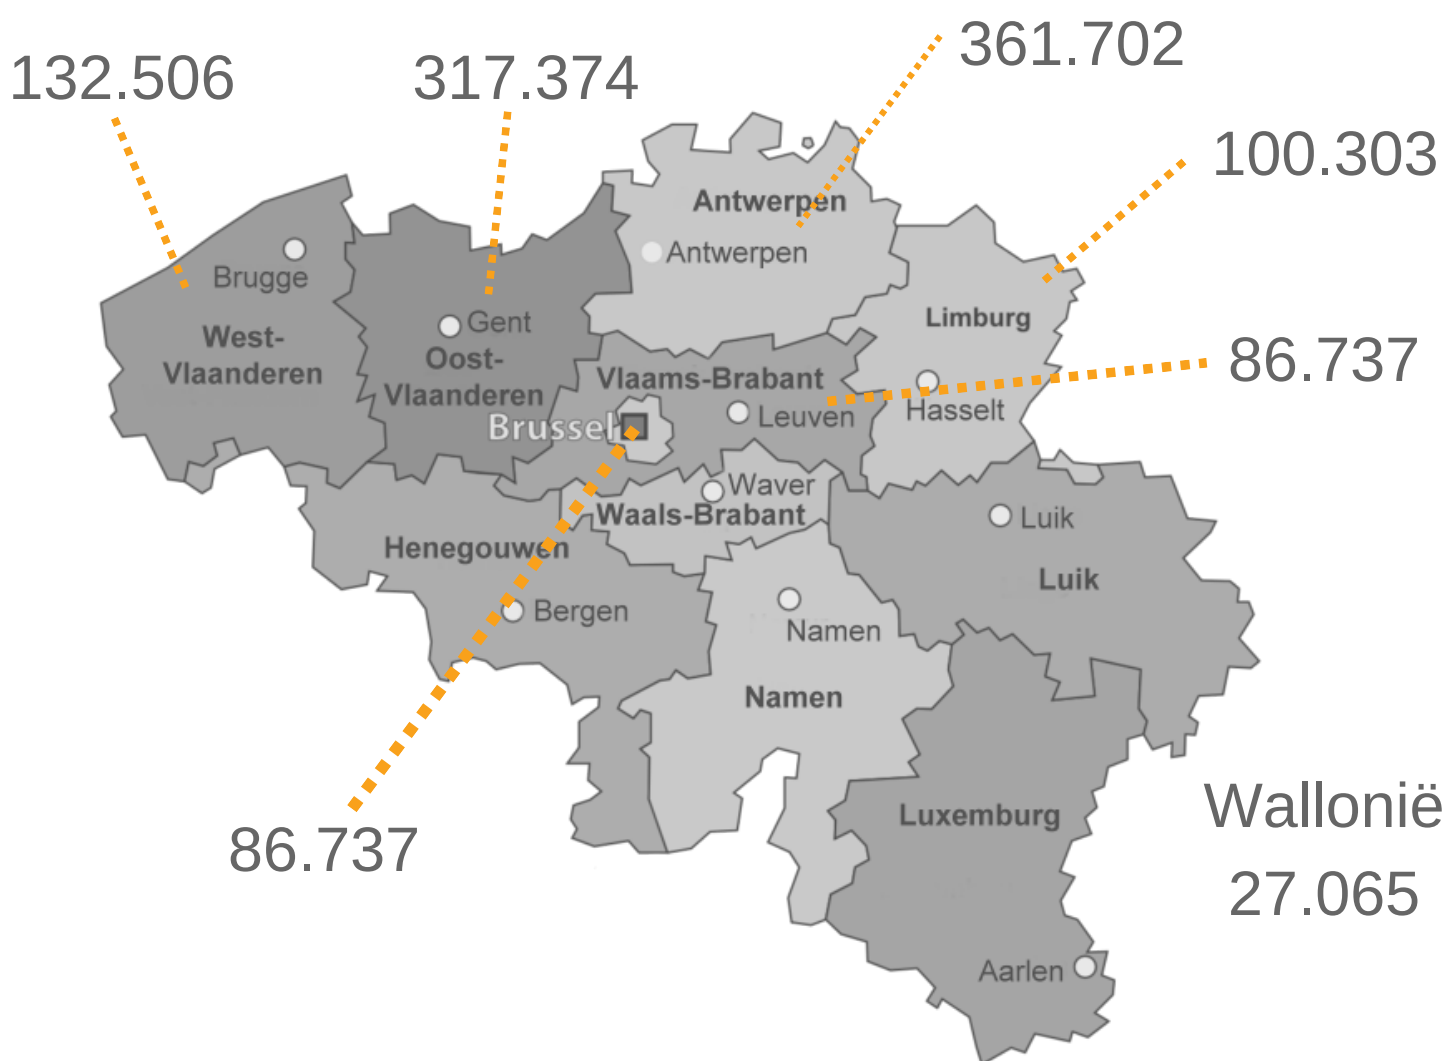 361.702
132.506
317.374
100.303
Antwerpen
Antwerpen
Brugge
Gent
Limburg
West-
Vlaanderen
Oost-
Vlaanderen
86.737
Vlaams-Brabant
Hasselt
Leuven
Brussel
Waver
Waals-Brabant
Luik
Henegouwen
Luik
Bergen
Namen
Namen
Wallonië
27.065
Luxemburg
86.737
Aarlen